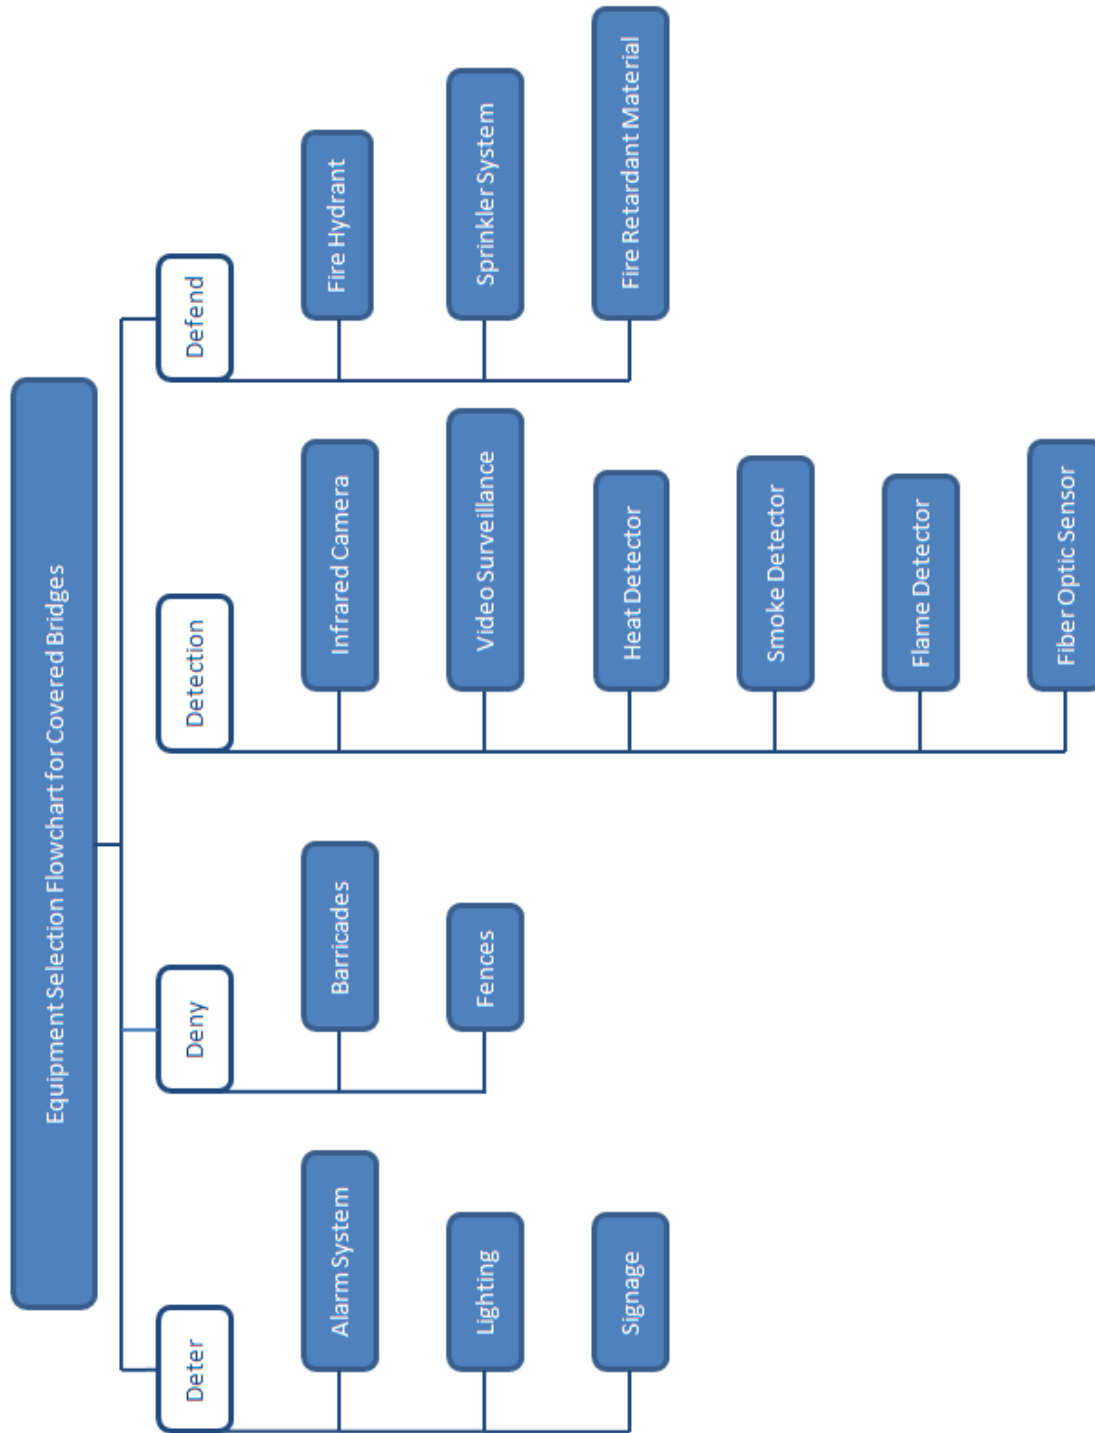 Equipment Selection Flowchart for Covered Bridges
Deter
Alarm System
Lighting
Signage
Deny
Barricades
Fences
Detection
Infrared Camera
Video Surveillance
Heat Detector
Smoke Detector
Flame Detector
Fiber Optic Sensor
Defend
Fire Hydrant
Sprinkler System
Fire Retardant Material